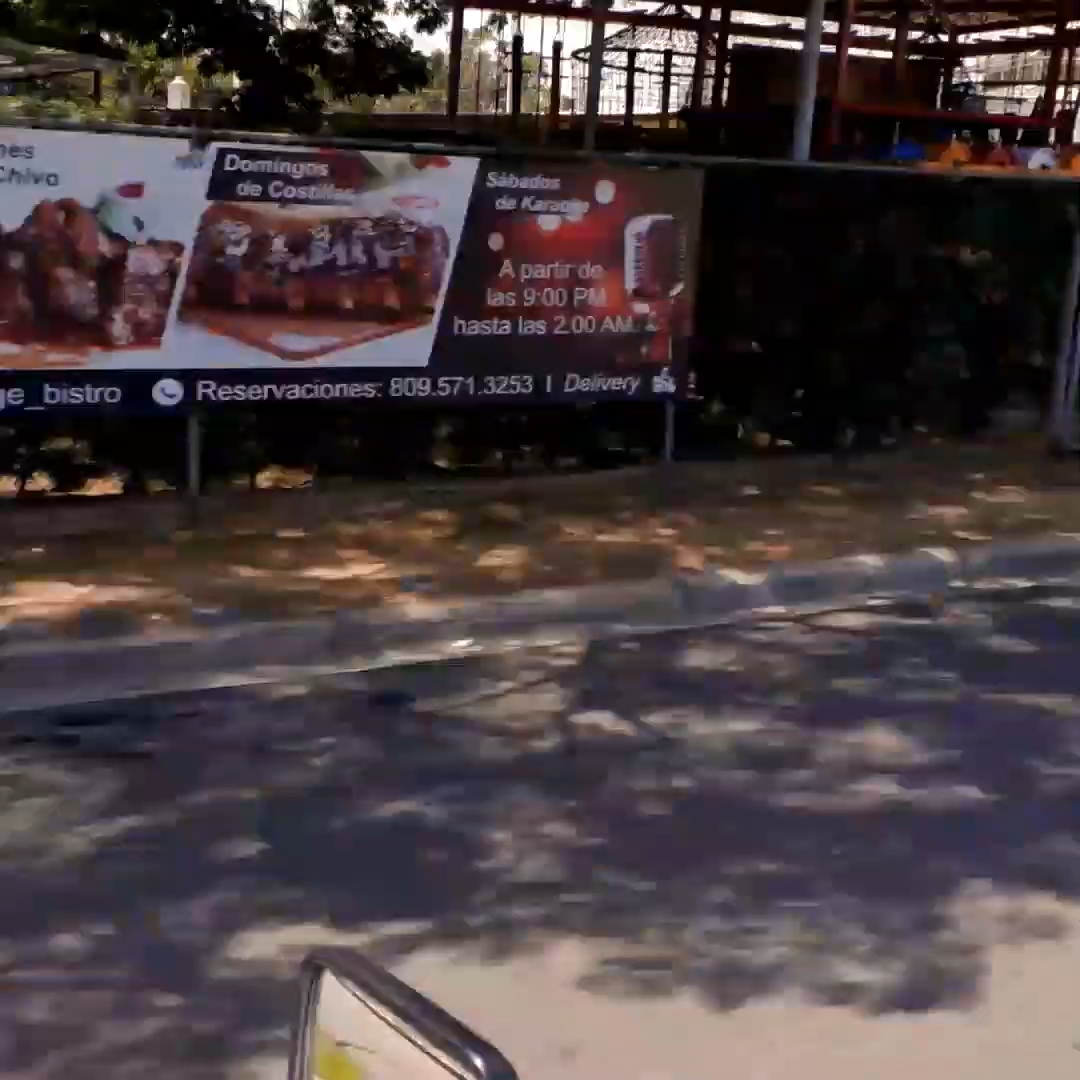 Chivo
Domingos
de Costillas
Sábados
de Karaoke
A partir de
las 9:00 PM
hasta las 2.00 AM.
ge_bistro
Reservaciones: 809.571.3253 | Delivery